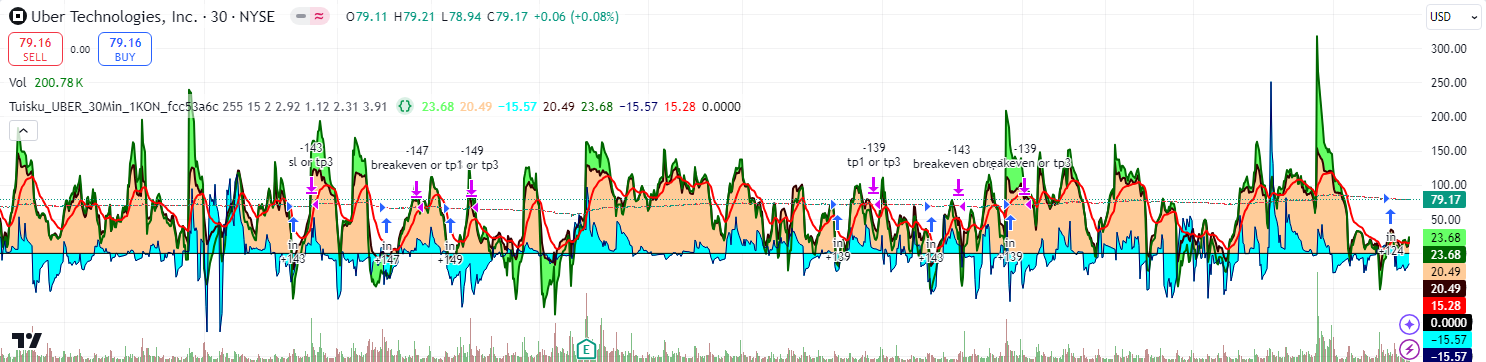 Uber Technologies, Inc. · 30 · NYSE O79.11 H79.21 L78.94 C79.17 +0.06 (+0.08%)
USD
79.16
SELL
0.00
79.16
BUY
Vol 200.78K
Tuisku_UBER_30Min_1KON_fcc53a6c 255 15 2 2.92 1.12 2.31 3.91 {} 23.68 20.49 −15.57 20.49 23.68 −15.57 15.28 0.0000
-143
sl or tp3
-147
breakeven or tp1 or tp3
-149
-139
tp1 or tp3
-143
-139
breakeven or tp3
in
+143
in
+147
in
+149
in
+139
in
+143
in
+139
in
+124
E
300.00
250.00
200.00
150.00
100.00
79.17
50.00
23.68
23.68
20.49
20.49
15.28
0.0000
−15.57
−15.57